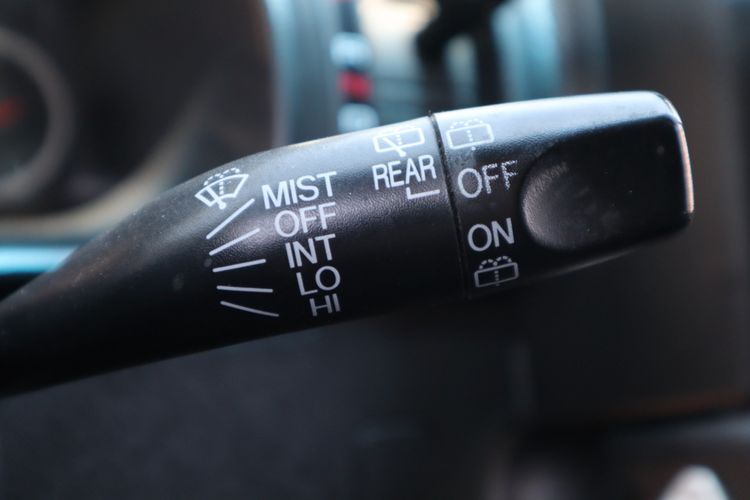 MIST
OFF
INT
LO
HI
REAR
OFF
ON